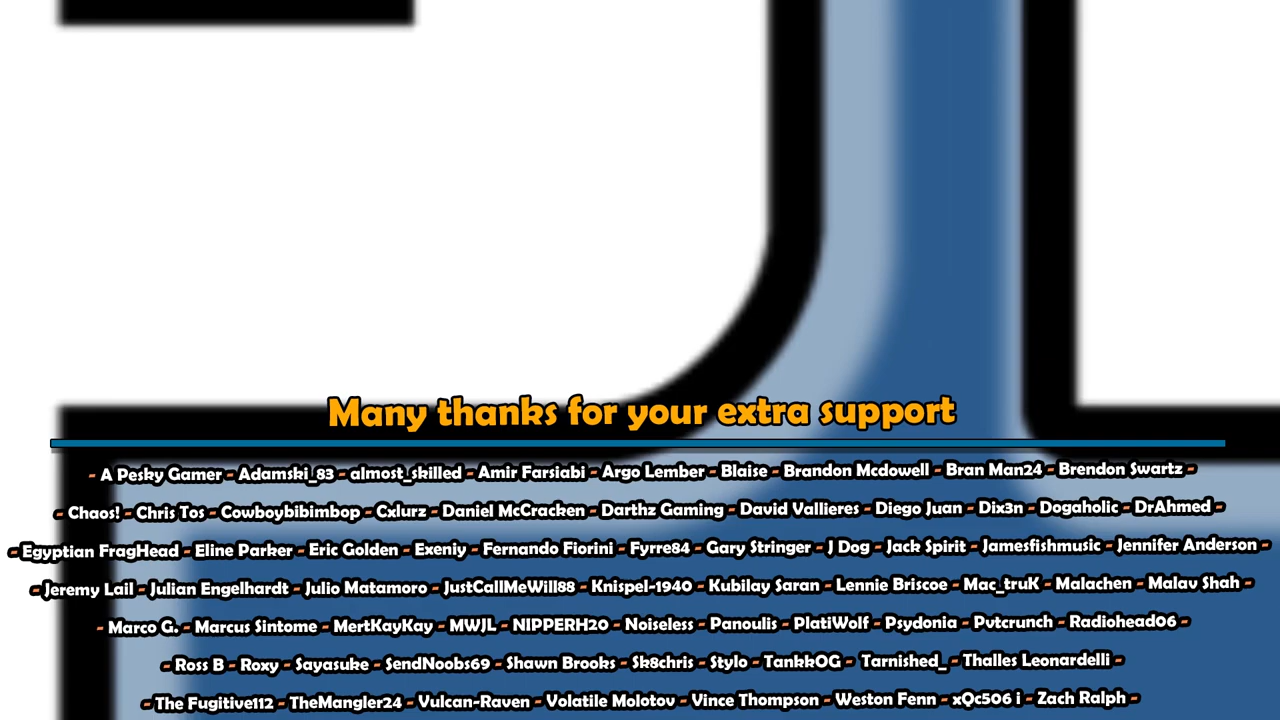 Many thanks for your extra support
- A Pesky Gamer - Adamski_83 - almost_skilled - Amir Farsiabi - Argo Lember - Blaise - Brandon Mcdowell - Bran Man24 - Brendon Swartz -
- Chaos! - Chris Tos - Cowboybibimbop - Cxlurz - Daniel McCracken - Darthz Gaming - David Vallieres - Diego Juan - Dix3n - Dogaholic - DrAhmed -
- Egyptian FragHead - Eline Parker - Eric Golden - Exeniy - Fernando Fiorini - Fyrre84 - Gary Stringer - J Dog - Jack Spirit - Jamesfishmusic - Jennifer Anderson -
- Jeremy Lail - Julian Engelhardt - Julio Matamoro - JustCallMeWill88 - Knispel-1940 - Kubilay Saran - Lennie Briscoe - Mac_truK - Malachen - Malav Shah -
- Marco G. - Marcus Sintome - MertKayKay - MWJL - NIPPERH20 - Noiseless - Panoulis - PlatiWolf - Psydonia - Pvtcrunch - Radiohead06 -
- Ross B - Roxy - Sayasuke - SendNoobs69 - Shawn Brooks - Sk8chris - Stylo - TankkOG - Tarnished_ - Thalles Leonardelli -
- The Fugitive112 - TheMangler24 - Vulcan-Raven - Volatile Molotov - Vince Thompson - Weston Fenn - xQc506 i - Zach Ralph -